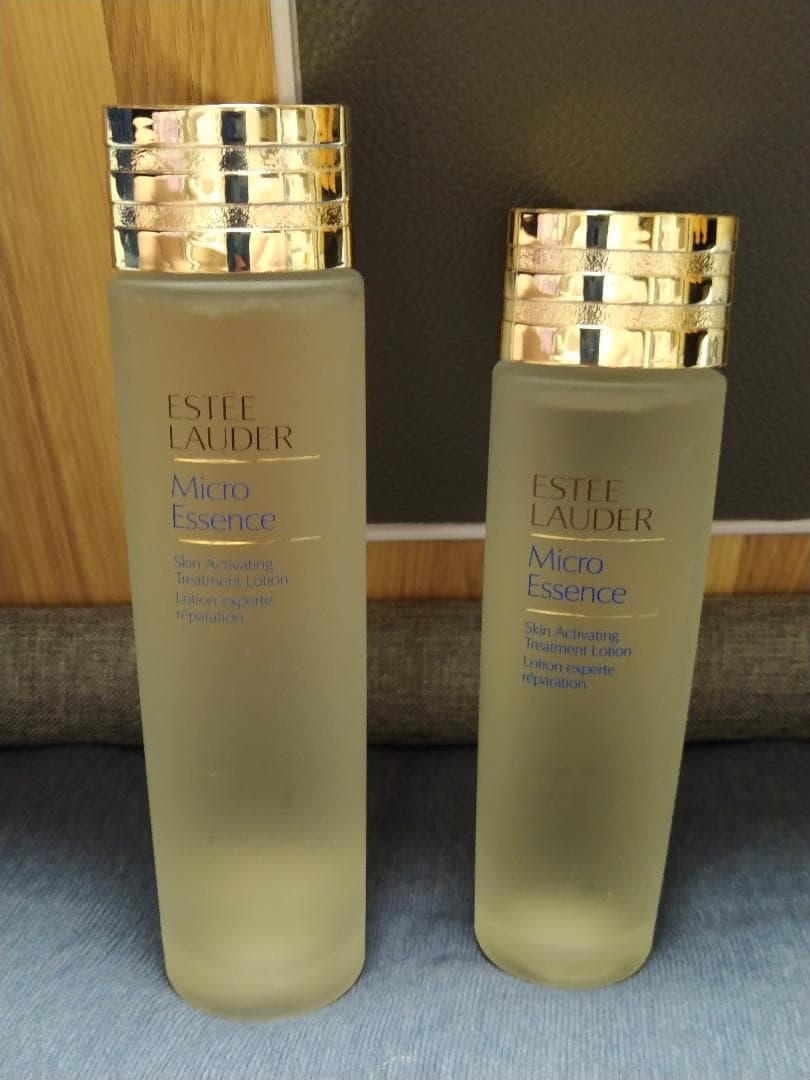 ESTĒE
LAUDER
Micro
Essence
Skin Activating
Treatment Lotion
Lotion experte
réparation
ESTĒE
LAUDER
Micro
Essence
Skin Activating
Treatment Lotion
Lotion experte
réparation